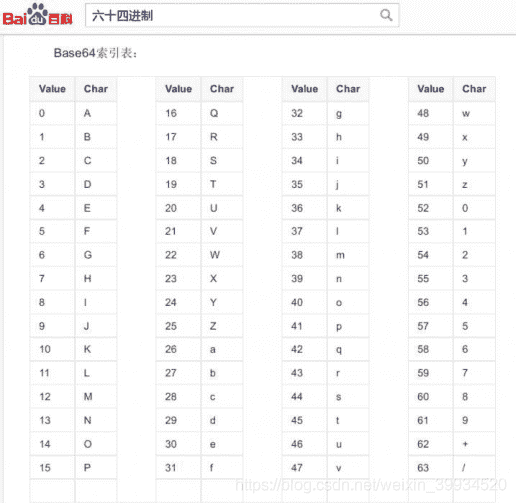 Bai百科
六十四进制
Base64索引表：
Value Char Value Char Value Char Value Char
0 A 16 Q 32 g 48 w
1 B 17 R 33 h 49 x
2 C 18 S 34 i 50 y
3 D 19 T 35 j 51 z
4 E 20 U 36 k 52 0
5 F 21 V 37 l 53 1
6 G 22 W 38 m 54 2
7 H 23 X 39 n 55 3
8 I 24 Y 40 o 56 4
9 J 25 Z 41 p 57 5
10 K 26 a 42 q 58 6
11 L 27 b 43 r 59 7
12 M 28 c 44 s 60 8
13 N 29 d 45 t 61 9
14 O 30 e 46 u 62 +
15 P 31 f 47 v 63 /
https://blog.csdn.net/weixin_39934520